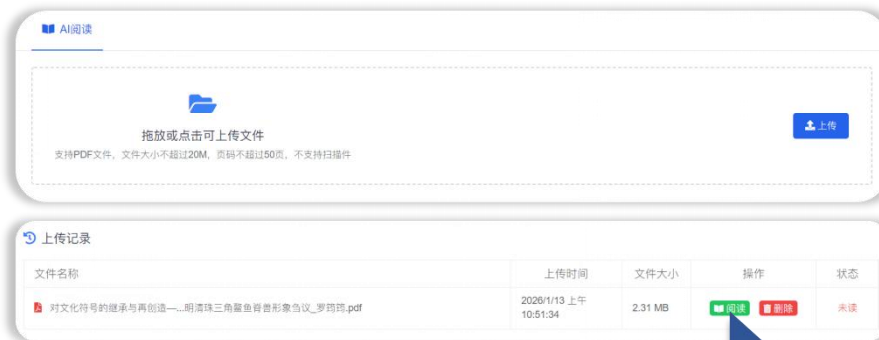 AI阅读
拖放或点击可上传文件
支持PDF文件，文件大小不超过20M，页码不超过50页，不支持扫描件
上传
上传记录
文件名称 上传时间 文件大小 操作 状态
对文化符号的继承与再创造—...明清珠三角鳌鱼脊兽形象刍议_罗筠筠.pdf 2026/1/13 上午 10:51:34 2.31 MB 阅读 删除 未读